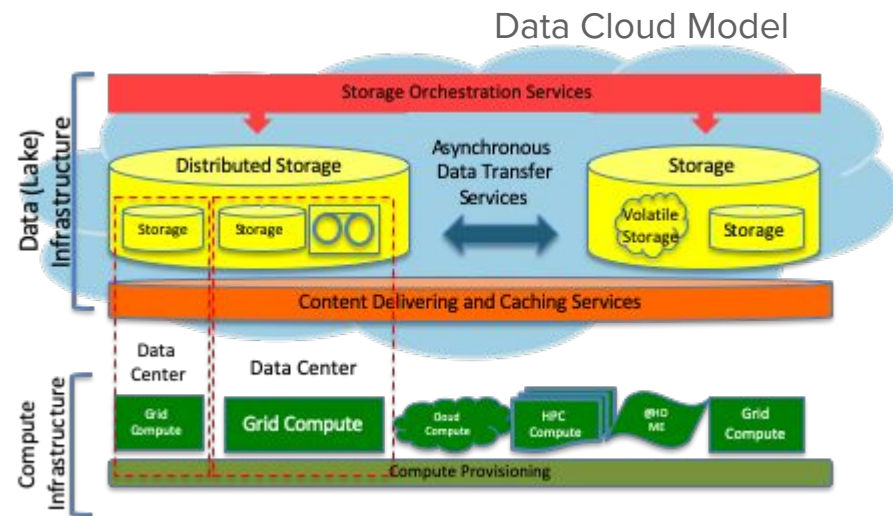 Data Cloud Model
Data (Lake)
Infrastructure
Storage Orchestration Services
Distributed Storage
Storage
Storage
Asynchronous
Data Transfer
Services
Storage
Volatile
Storage
Storage
Content Delivering and Caching Services
Compute
Infrastructure
Data
Center
Data Center
Grid
Compute
Grid Compute
Cloud
Compute
HPC
Compute
@HO
ME
Grid
Compute
Compute Provisioning